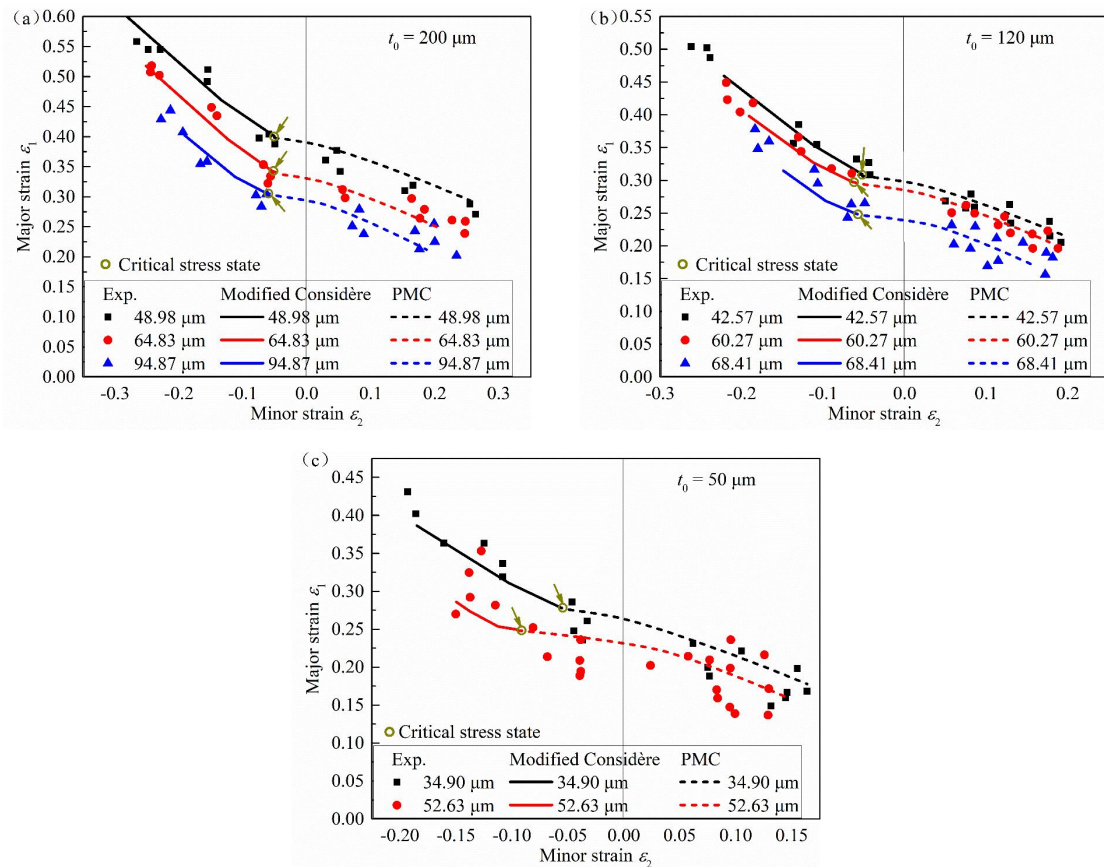 (a)
t₀ = 200 μm
Major strain ε₁
0.60
0.55
0.50
0.45
0.40
0.35
0.30
0.25
0.20
0.15
0.10
0.05
0.00
Critical stress state
Exp. Modified Considère PMC
48.98 μm 48.98 μm 48.98 μm
64.83 μm 64.83 μm 64.83 μm
94.87 μm 94.87 μm 94.87 μm
-0.3 -0.2 -0.1 0.0 0.1 0.2 0.3
Minor strain ε₂
(b)
t₀ = 120 μm
Major strain ε₁
0.55
0.50
0.45
0.40
0.35
0.30
0.25
0.20
0.15
0.10
0.05
0.00
Critical stress state
Exp. Modified Considère PMC
42.57 μm 42.57 μm 42.57 μm
60.27 μm 60.27 μm 60.27 μm
68.41 μm 68.41 μm 68.41 μm
-0.3 -0.2 -0.1 0.0 0.1 0.2
Minor strain ε₂
(c)
t₀ = 50 μm
Major strain ε₁
0.45
0.40
0.35
0.30
0.25
0.20
0.15
0.10
0.05
0.00
Critical stress state
Exp. Modified Considère PMC
34.90 μm 34.90 μm 34.90 μm
52.63 μm 52.63 μm 52.63 μm
-0.20 -0.15 -0.10 -0.05 0.00 0.05 0.10 0.15
Minor strain ε₂